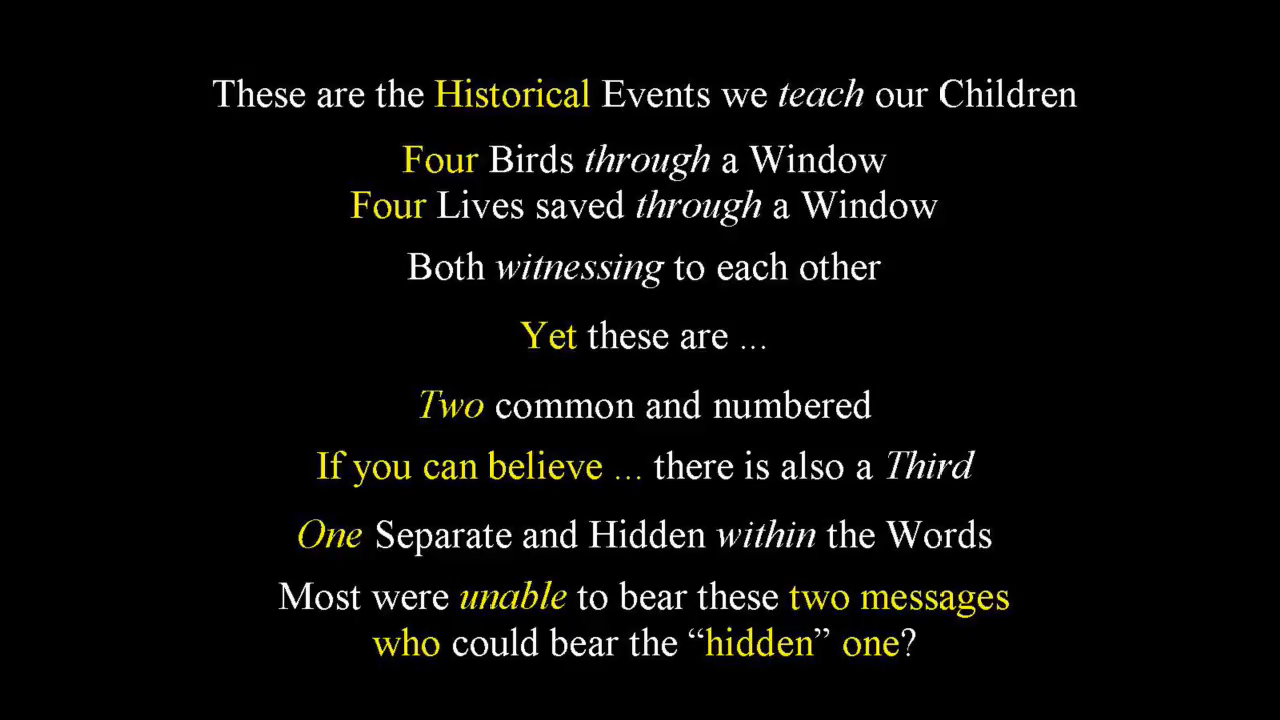 These are the Historical Events we teach our Children
Four Birds through a Window
Four Lives saved through a Window
Both witnessing to each other
Yet these are ...
Two common and numbered
If you can believe ... there is also a Third
One Separate and Hidden within the Words
Most were unable to bear these two messages
who could bear the “hidden” one?